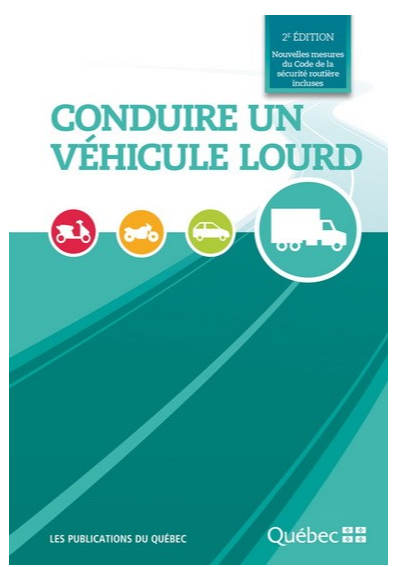 2E ÉDITION
Nouvelles mesures
du Code de la
sécurité routière
incluses
CONDUIRE UN
VÉHICULE LOURD
LES PUBLICATIONS DU QUÉBEC
Québec